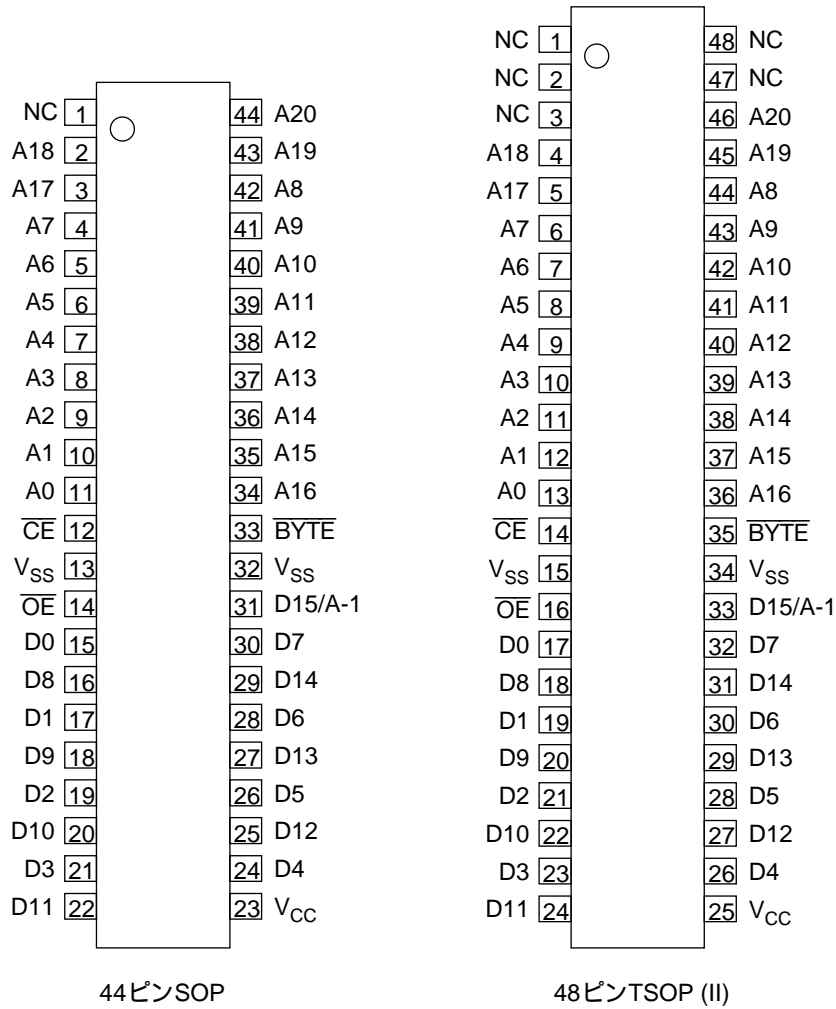 NC 1 44 A20
A18 2 43 A19
A17 3 42 A8
A7 4 41 A9
A6 5 40 A10
A5 6 39 A11
A4 7 38 A12
A3 8 37 A13
A2 9 36 A14
A1 10 35 A15
A0 11 34 A16
C̅E̅ 12 33 B̅Y̅T̅E̅
VSS 13 32 VSS
O̅E̅ 14 31 D15/A-1
D0 15 30 D7
D8 16 29 D14
D1 17 28 D6
D9 18 27 D13
D2 19 26 D5
D10 20 25 D12
D3 21 24 D4
D11 22 23 VCC
44ピンSOP
NC 1 48 NC
NC 2 47 NC
NC 3 46 A20
A18 4 45 A19
A17 5 44 A8
A7 6 43 A9
A6 7 42 A10
A5 8 41 A11
A4 9 40 A12
A3 10 39 A13
A2 11 38 A14
A1 12 37 A15
A0 13 36 A16
C̅E̅ 14 35 B̅Y̅T̅E̅
VSS 15 34 VSS
O̅E̅ 16 33 D15/A-1
D0 17 32 D7
D8 18 31 D14
D1 19 30 D6
D9 20 29 D13
D2 21 28 D5
D10 22 27 D12
D3 23 26 D4
D11 24 25 VCC
48ピンTSOP (II)